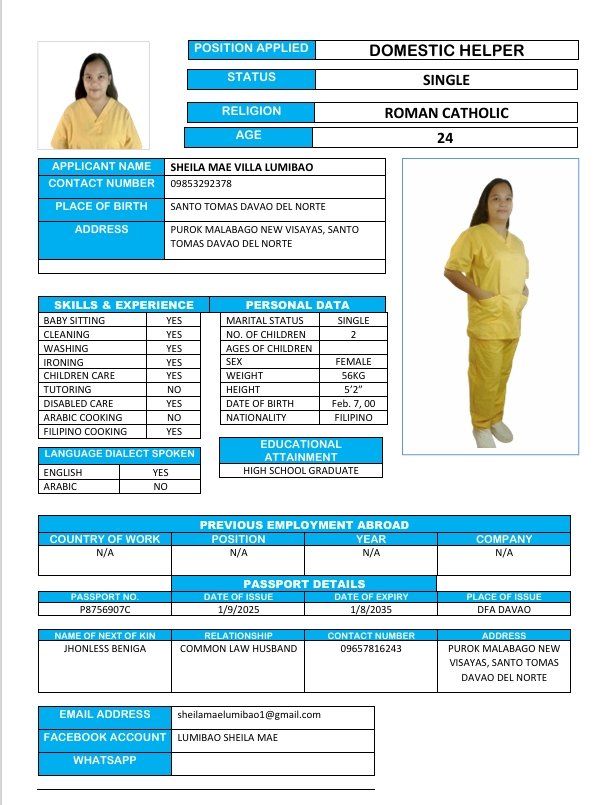 POSITION APPLIED DOMESTIC HELPER
STATUS SINGLE
RELIGION ROMAN CATHOLIC
AGE 24
APPLICANT NAME SHEILA MAE VILLA LUMIBAO
CONTACT NUMBER 09853292378
PLACE OF BIRTH SANTO TOMAS DAVAO DEL NORTE
ADDRESS PUROK MALABAGO NEW VISAYAS, SANTO
TOMAS DAVAO DEL NORTE
SKILLS & EXPERIENCE PERSONAL DATA
BABY SITTING YES MARITAL STATUS SINGLE
CLEANING YES NO. OF CHILDREN 2
WASHING YES AGES OF CHILDREN
IRONING YES SEX FEMALE
CHILDREN CARE YES WEIGHT 56KG
TUTORING NO HEIGHT 5’2”
DISABLED CARE YES DATE OF BIRTH Feb. 7, 00
ARABIC COOKING NO NATIONALITY FILIPINO
FILIPINO COOKING YES
EDUCATIONAL
ATTAINMENT
HIGH SCHOOL GRADUATE
LANGUAGE DIALECT SPOKEN
ENGLISH YES
ARABIC NO
PREVIOUS EMPLOYMENT ABROAD
COUNTRY OF WORK POSITION YEAR COMPANY
N/A N/A N/A N/A
PASSPORT DETAILS
PASSPORT NO. DATE OF ISSUE DATE OF EXPIRY PLACE OF ISSUE
P8756907C 1/9/2025 1/8/2035 DFA DAVAO
NAME OF NEXT OF KIN RELATIONSHIP CONTACT NUMBER ADDRESS
JHONLESS BENIGA COMMON LAW HUSBAND 09657816243 PUROK MALABAGO NEW
VISAYAS, SANTO TOMAS
DAVAO DEL NORTE
EMAIL ADDRESS sheilamaelumibao1@gmail.com
FACEBOOK ACCOUNT LUMIBAO SHEILA MAE
WHATSAPP